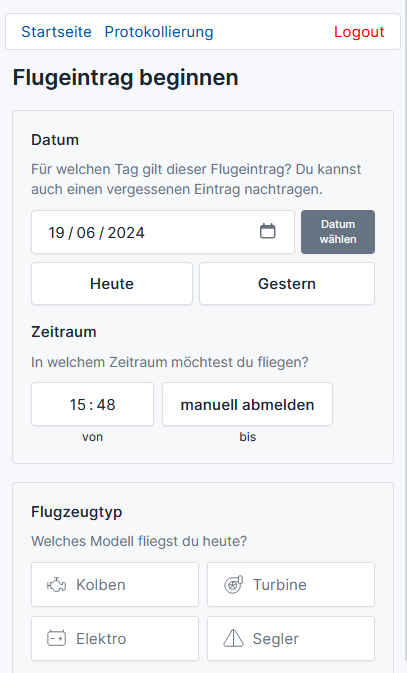 Startseite Protokollierung Logout
Flugeintrag beginnen
Datum
Für welchen Tag gilt dieser Flugeintrag? Du kannst
auch einen vergessenen Eintrag nachtragen.
19 / 06 / 2024
Datum
wählen
Heute Gestern
Zeitraum
In welchem Zeitraum möchtest du fliegen?
15 : 48 manuell abmelden
von bis
Flugzeugtyp
Welches Modell fliegst du heute?
Kolben Turbine
Elektro Segler